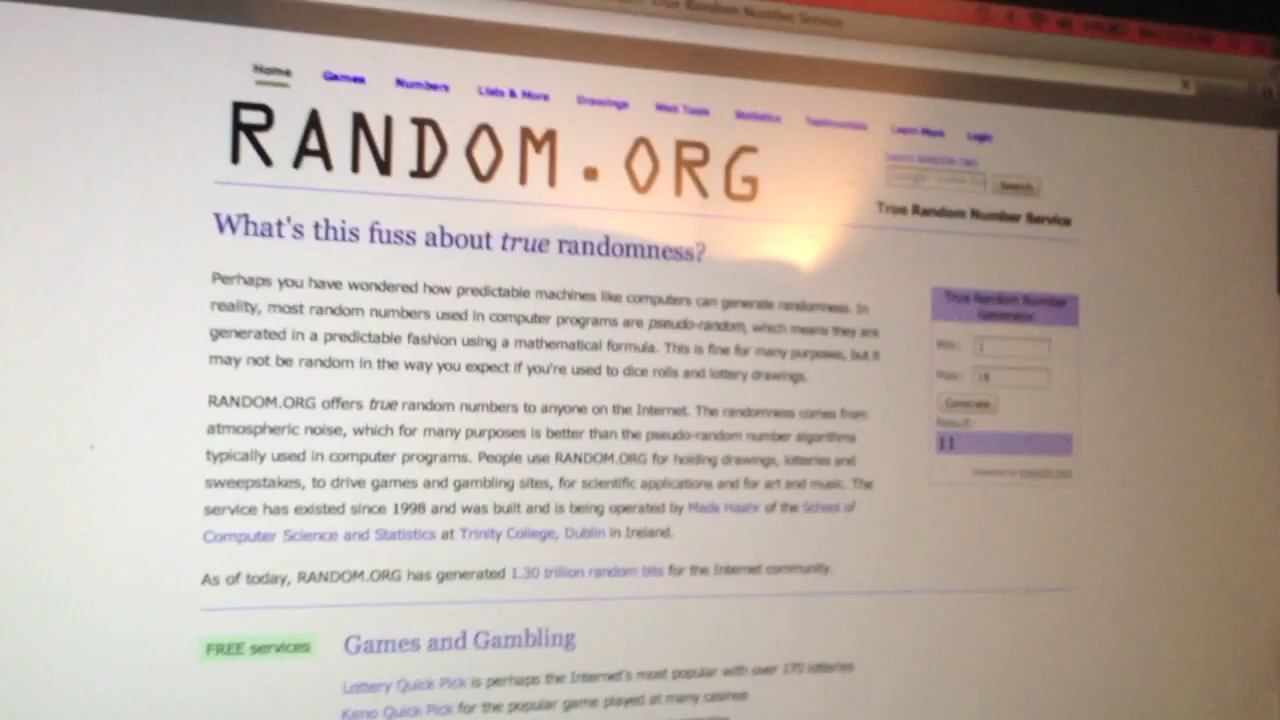 True Random Number Service
Home Games Numbers Lists & More Drawings Web Tools Statistics Testimonials Learn More Login
RANDOM.ORG
Search RANDOM.ORG
Search
True Random Number Service
What's this fuss about true randomness?
Perhaps you have wondered how predictable machines like computers can generate randomness. In
reality, most random numbers used in computer programs are pseudo-random, which means they are
generated in a predictable fashion using a mathematical formula. This is fine for many purposes, but it
may not be random in the way you expect if you're used to dice rolls and lottery drawings.
RANDOM.ORG offers true random numbers to anyone on the Internet. The randomness comes from
atmospheric noise, which for many purposes is better than the pseudo-random number algorithms
typically used in computer programs. People use RANDOM.ORG for holding drawings, lotteries and
sweepstakes, to drive games and gambling sites, for scientific applications and for art and music. The
service has existed since 1998 and was built and is being operated by Mads Haahr of the School of
Computer Science and Statistics at Trinity College, Dublin in Ireland.
As of today, RANDOM.ORG has generated 1.30 trillion random bits for the Internet community.
True Random Number
Generator
Min: 1
Max: 18
Generate
Result:
11
FREE services
Games and Gambling
Lottery Quick Pick is perhaps the Internet's most popular with over 170 lotteries
Keno Quick Pick for the popular game played at many casinos